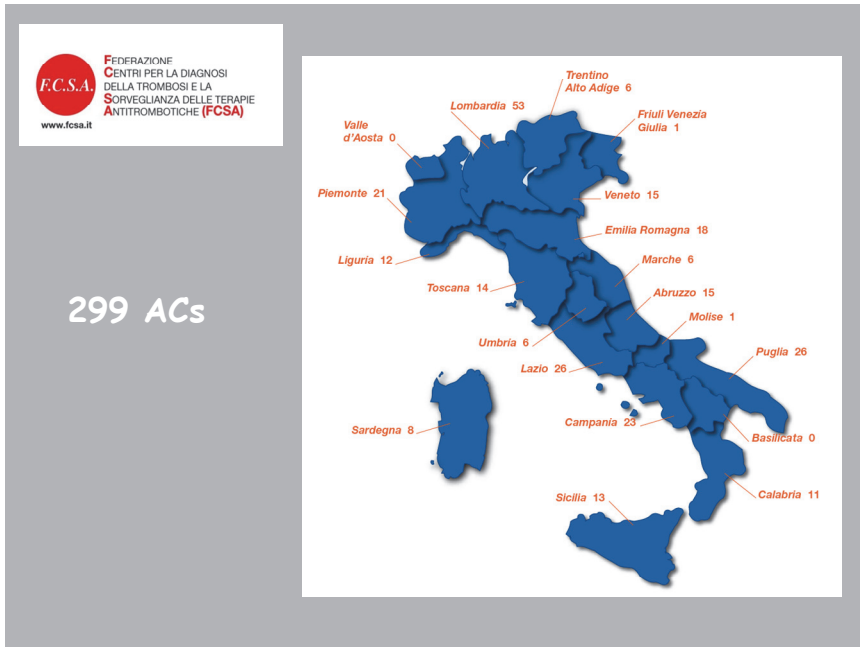 F.C.S.A.
FEDERAZIONE
CENTRI PER LA DIAGNOSI
DELLA TROMBOSI E LA
SORVEGLIANZA DELLE TERAPIE
ANTITROMBOTICHE (FCSA)
www.fcsa.it
299 ACs
Trentino
Alto Adige 6
Lombardia 53
Friuli Venezia
Giulia 1
Valle
d'Aosta 0
Piemonte 21
Veneto 15
Emilia Romagna 18
Liguria 12
Marche 6
Toscana 14
Abruzzo 15
Molise 1
Umbria 6
Puglia 26
Lazio 26
Campania 23
Sardegna 8
Basilicata 0
Calabria 11
Sicilia 13